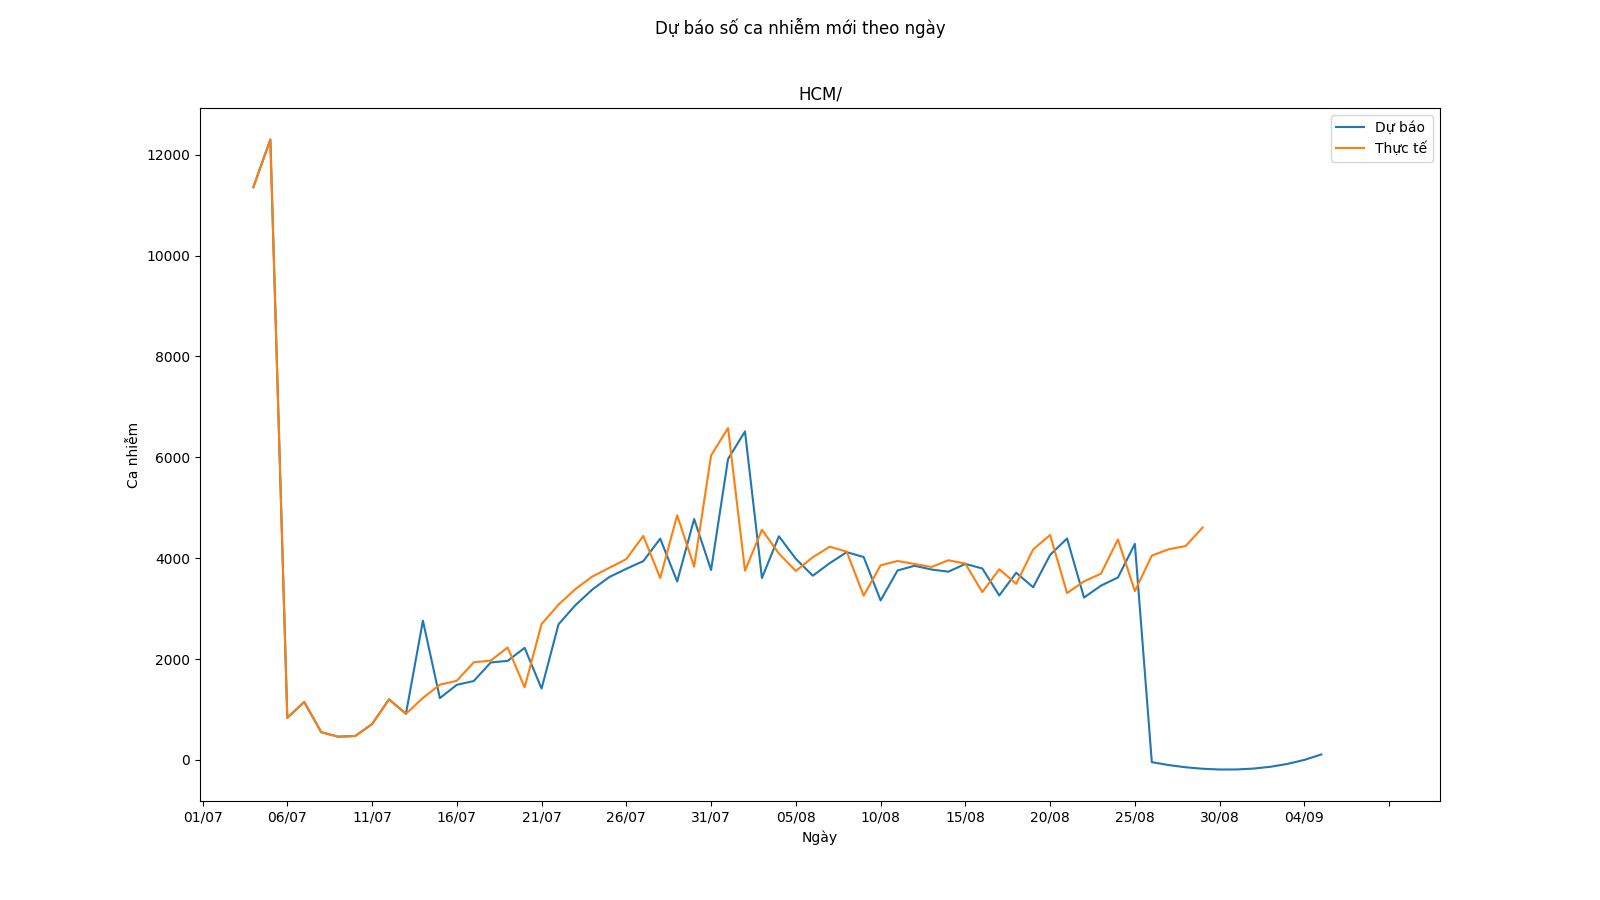 Dự báo số ca nhiễm mới theo ngày
HCM/
Dự báo
Thực tế
12000
10000
8000
6000
4000
2000
0
Ca nhiễm
01/07 06/07 11/07 16/07 21/07 26/07 31/07 05/08 10/08 15/08 20/08 25/08 30/08 04/09
Ngày